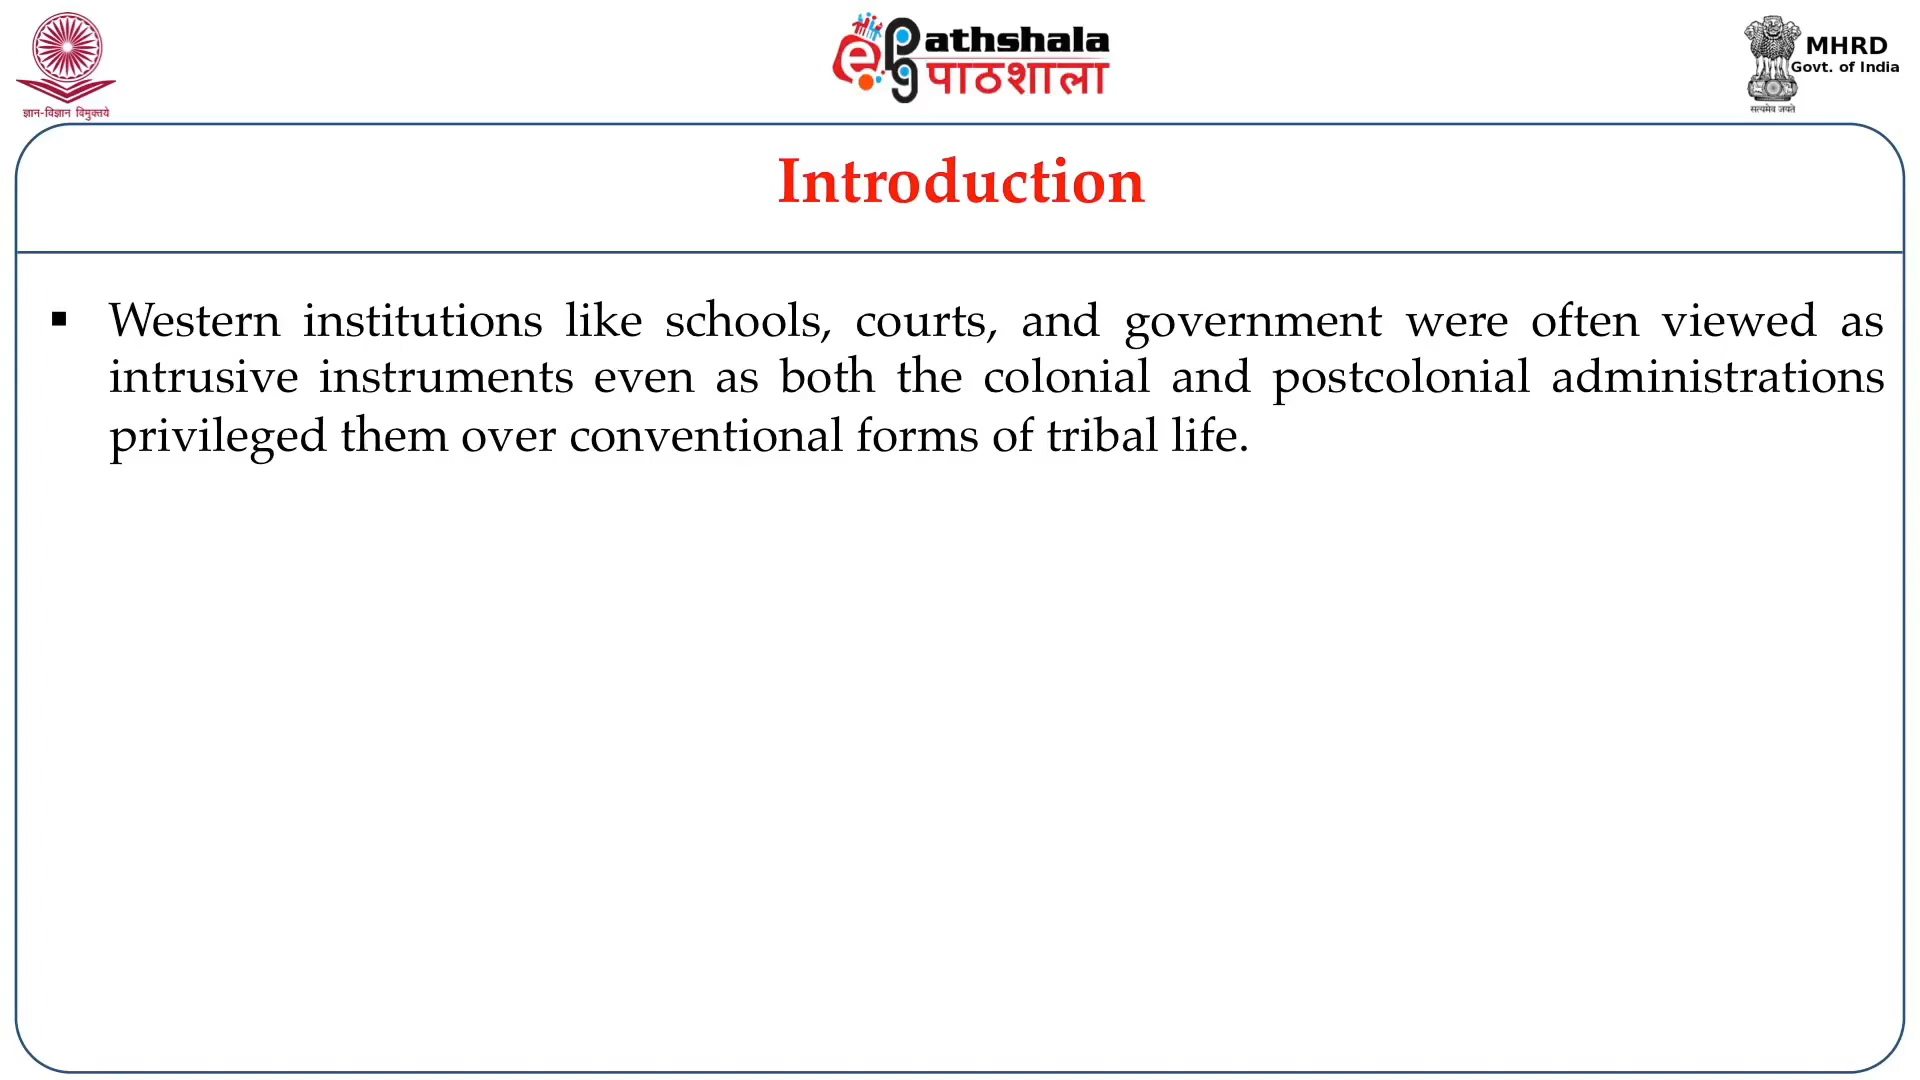 ज्ञान-विज्ञान विमुक्तये
e pg Pathshala
पाठशाला
MHRD
Govt. of India
सत्यमेव जयते
Introduction
▪ Western institutions like schools, courts, and government were often viewed as
intrusive instruments even as both the colonial and postcolonial administrations
privileged them over conventional forms of tribal life.